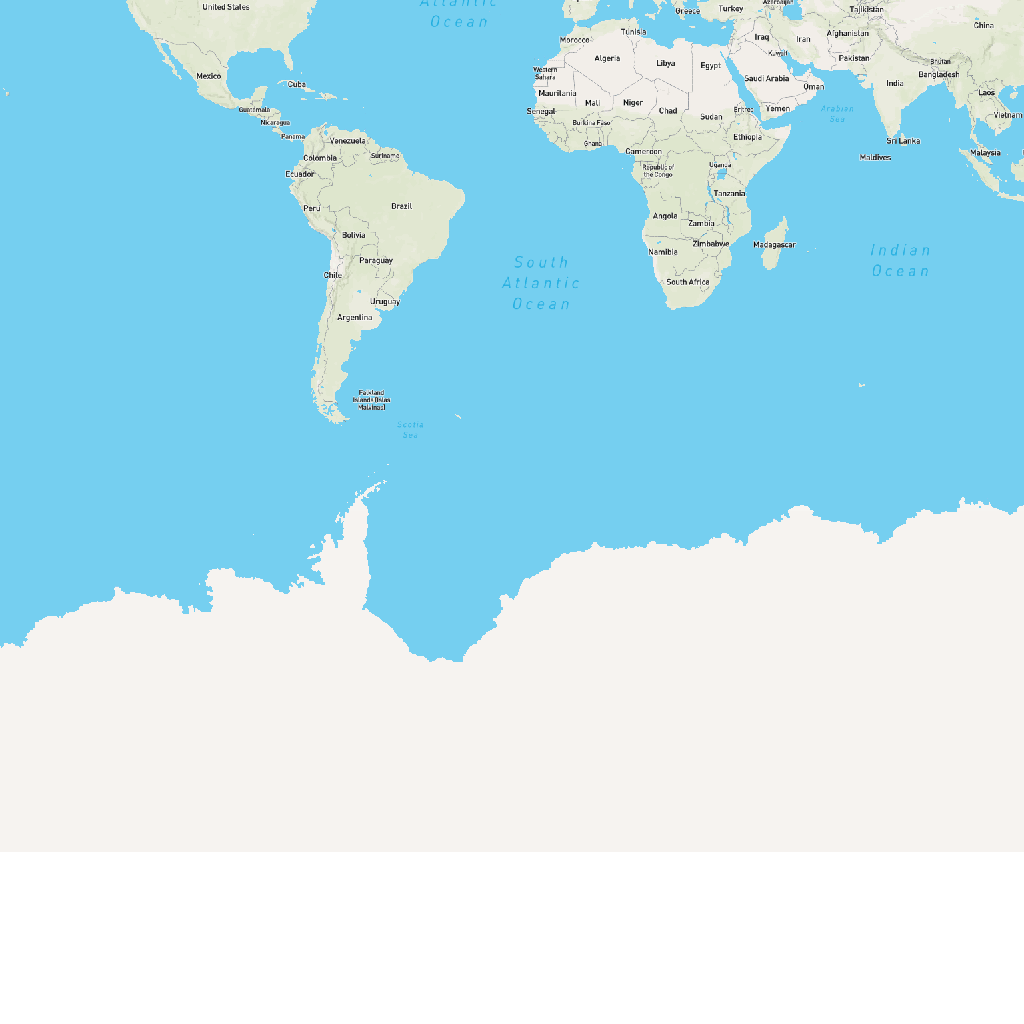 United States
Atlantic
Ocean
Greece
Turkey
Azerbaijan
Tajikistan
China
Tunisia
Morocco
Iraq
Iran
Afghanistan
Algeria
Libya
Egypt
Kuwait
Pakistan
Bhutan
Mexico
Western
Sahara
Saudi Arabia
Oman
India
Bangladesh
Cuba
Mauritania
Mali
Niger
Chad
Laos
Guatemala
Senegal
Sudan
Eritrea
Yemen
Arabian
Sea
Vietnam
Nicaragua
Burkina Faso
Panama
Venezuela
Ghana
Ethiopia
Sri Lanka
Colombia
Suriname
Cameroon
Maldives
Malaysia
Ecuador
Republic of
the Congo
Uganda
Tanzania
Peru
Brazil
Angola
Zambia
Bolivia
Zimbabwe
Madagascar
Namibia
Indian
Ocean
Paraguay
South
Atlantic
Ocean
Chile
South Africa
Uruguay
Argentina
Falkland
Islands (Islas
Malvinas)
Scotia
Sea